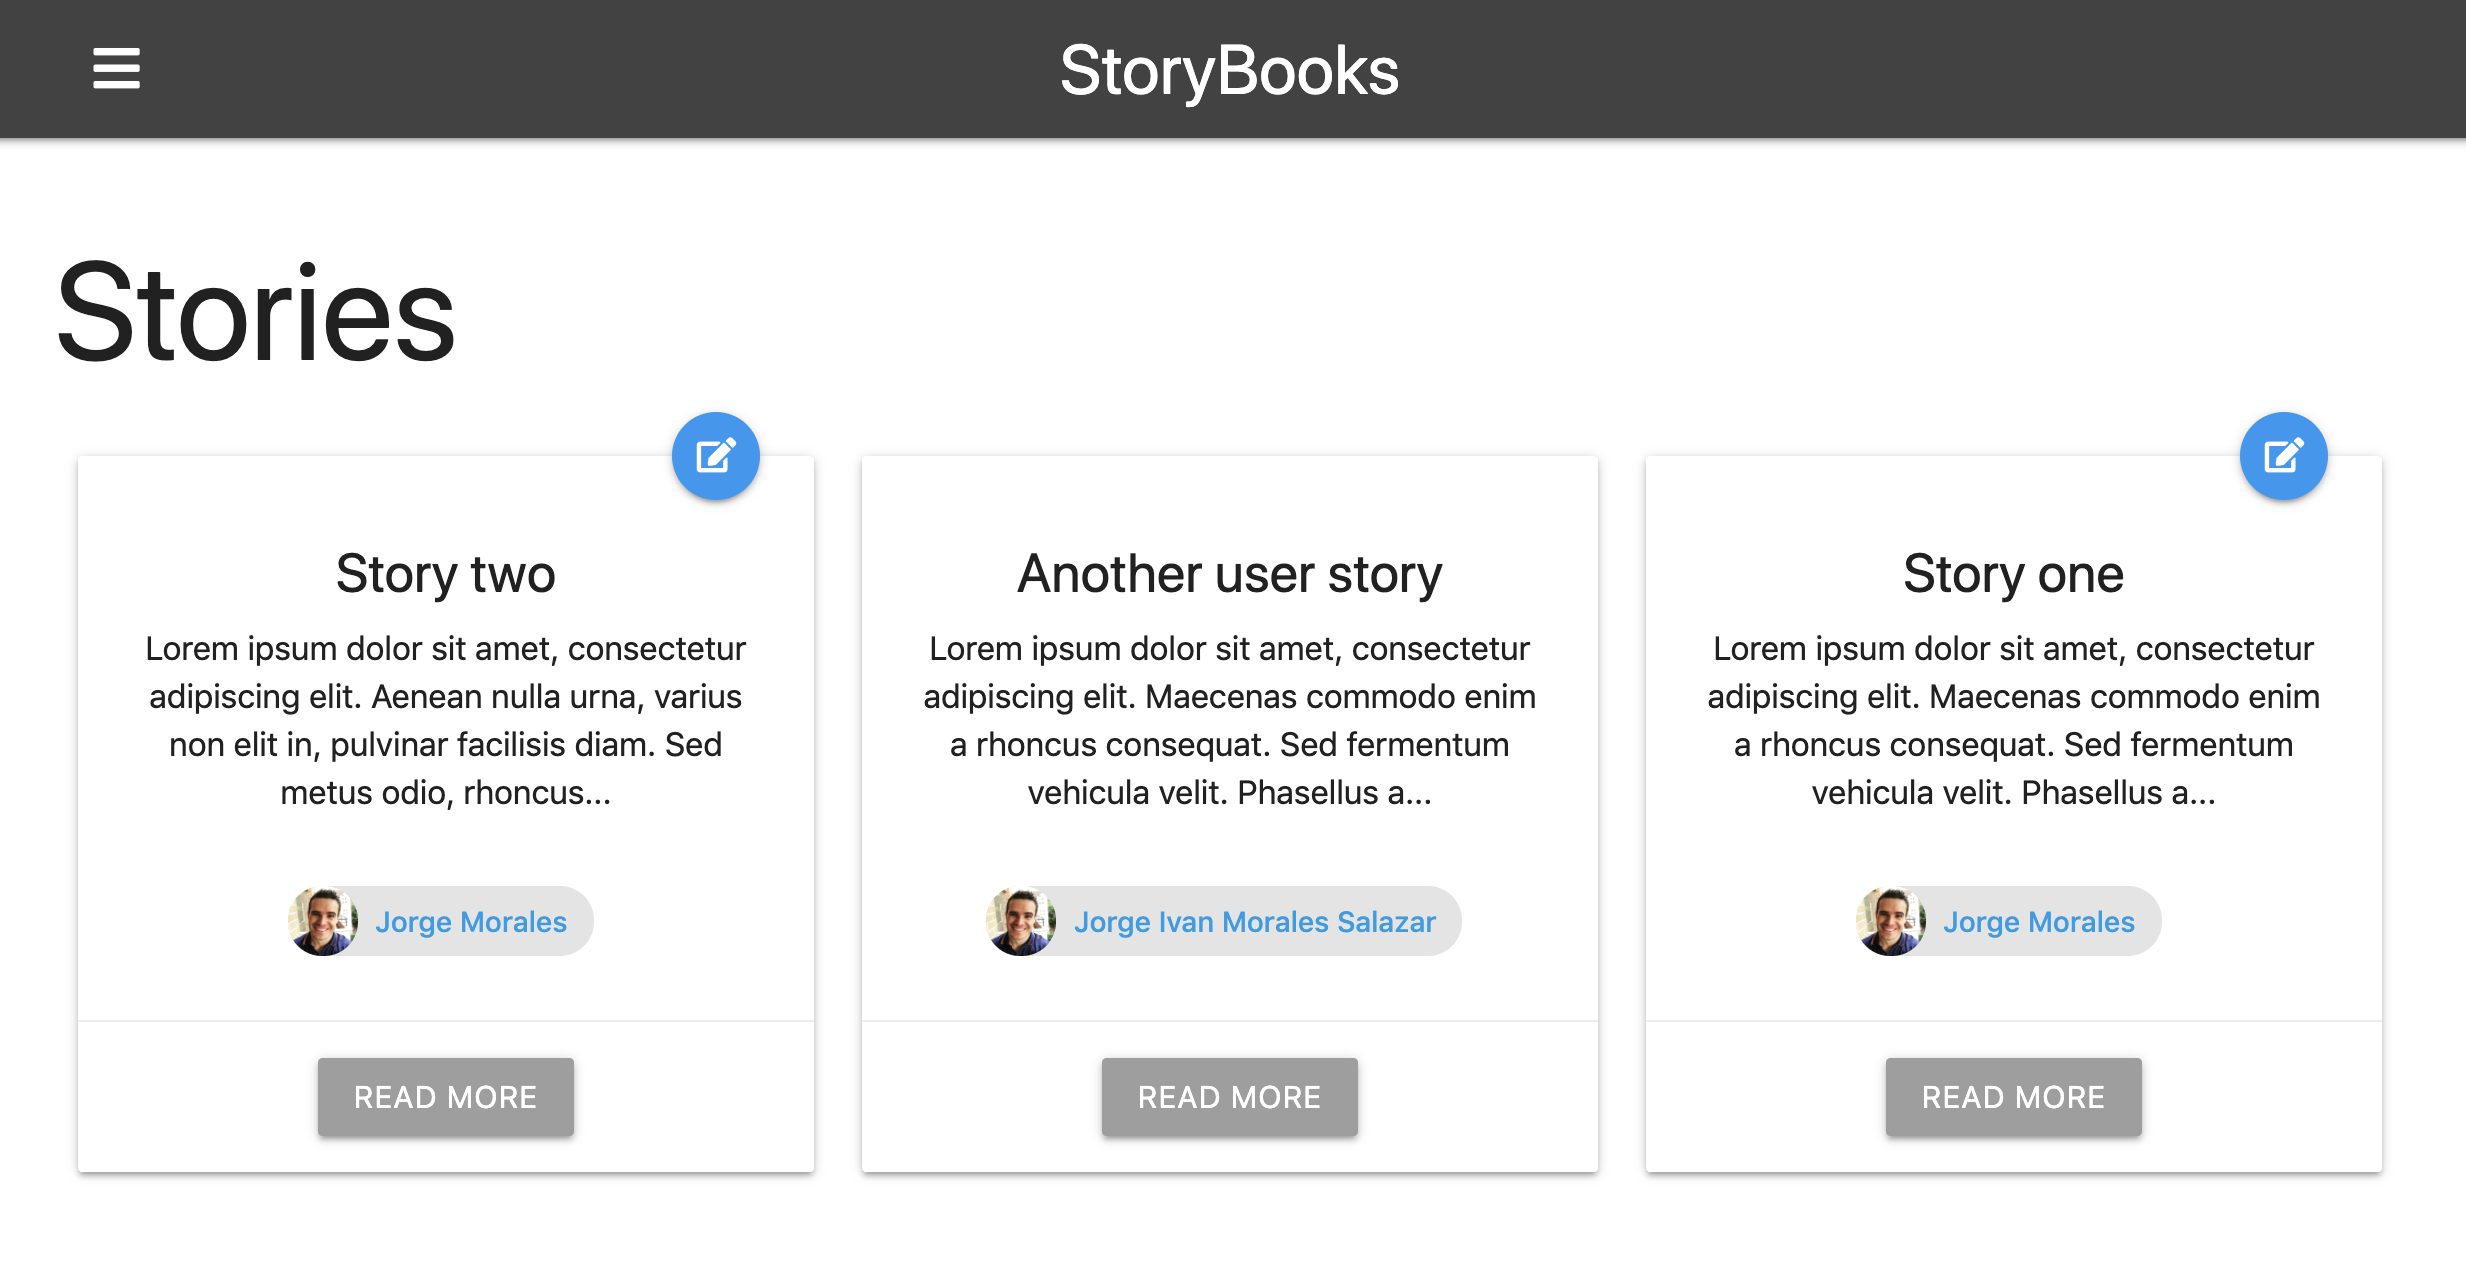 StoryBooks
Stories
Story two
Lorem ipsum dolor sit amet, consectetur
adipiscing elit. Aenean nulla urna, varius
non elit in, pulvinar facilisis diam. Sed
metus odio, rhoncus...
Jorge Morales
READ MORE
Another user story
Lorem ipsum dolor sit amet, consectetur
adipiscing elit. Maecenas commodo enim
a rhoncus consequat. Sed fermentum
vehicula velit. Phasellus a...
Jorge Ivan Morales Salazar
READ MORE
Story one
Lorem ipsum dolor sit amet, consectetur
adipiscing elit. Maecenas commodo enim
a rhoncus consequat. Sed fermentum
vehicula velit. Phasellus a...
Jorge Morales
READ MORE